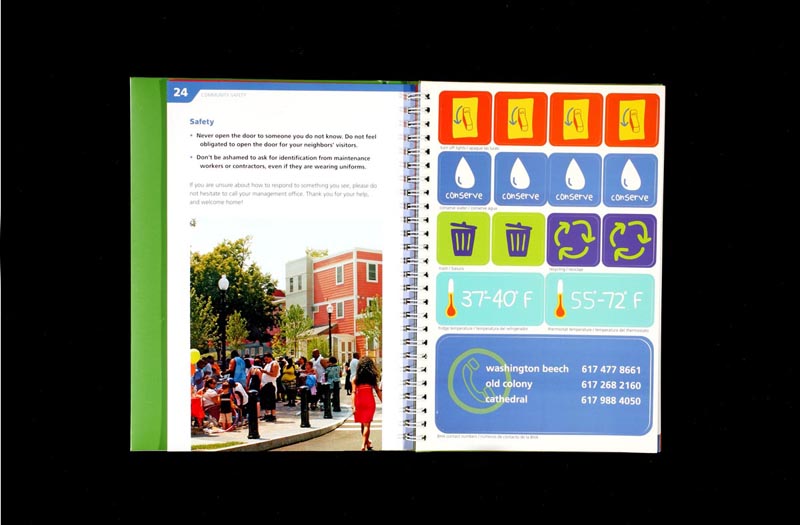 24
COMMUNITY SAFETY
Safety
• Never open the door to someone you do not know. Do not feel
obligated to open the door for your neighbors' visitors.
• Don't be ashamed to ask for identification from maintenance
workers or contractors, even if they are wearing uniforms.
If you are unsure about how to respond to something you see, please do
not hesitate to call your management office. Thank you for your help,
and welcome home!
turn off lights / apague las luces
conserve conserve conserve conserve
conserve water / conserve agua
trash / basura
recycling / reciclaje
37-40° F
55-72° F
fridge temperature / temperatura del refrigerador
thermostat temperature / temperatura del thermostato
washington beech 617 477 8661
old colony 617 268 2160
cathedral 617 988 4050
BHA contact numbers / números de contacto de la BHA